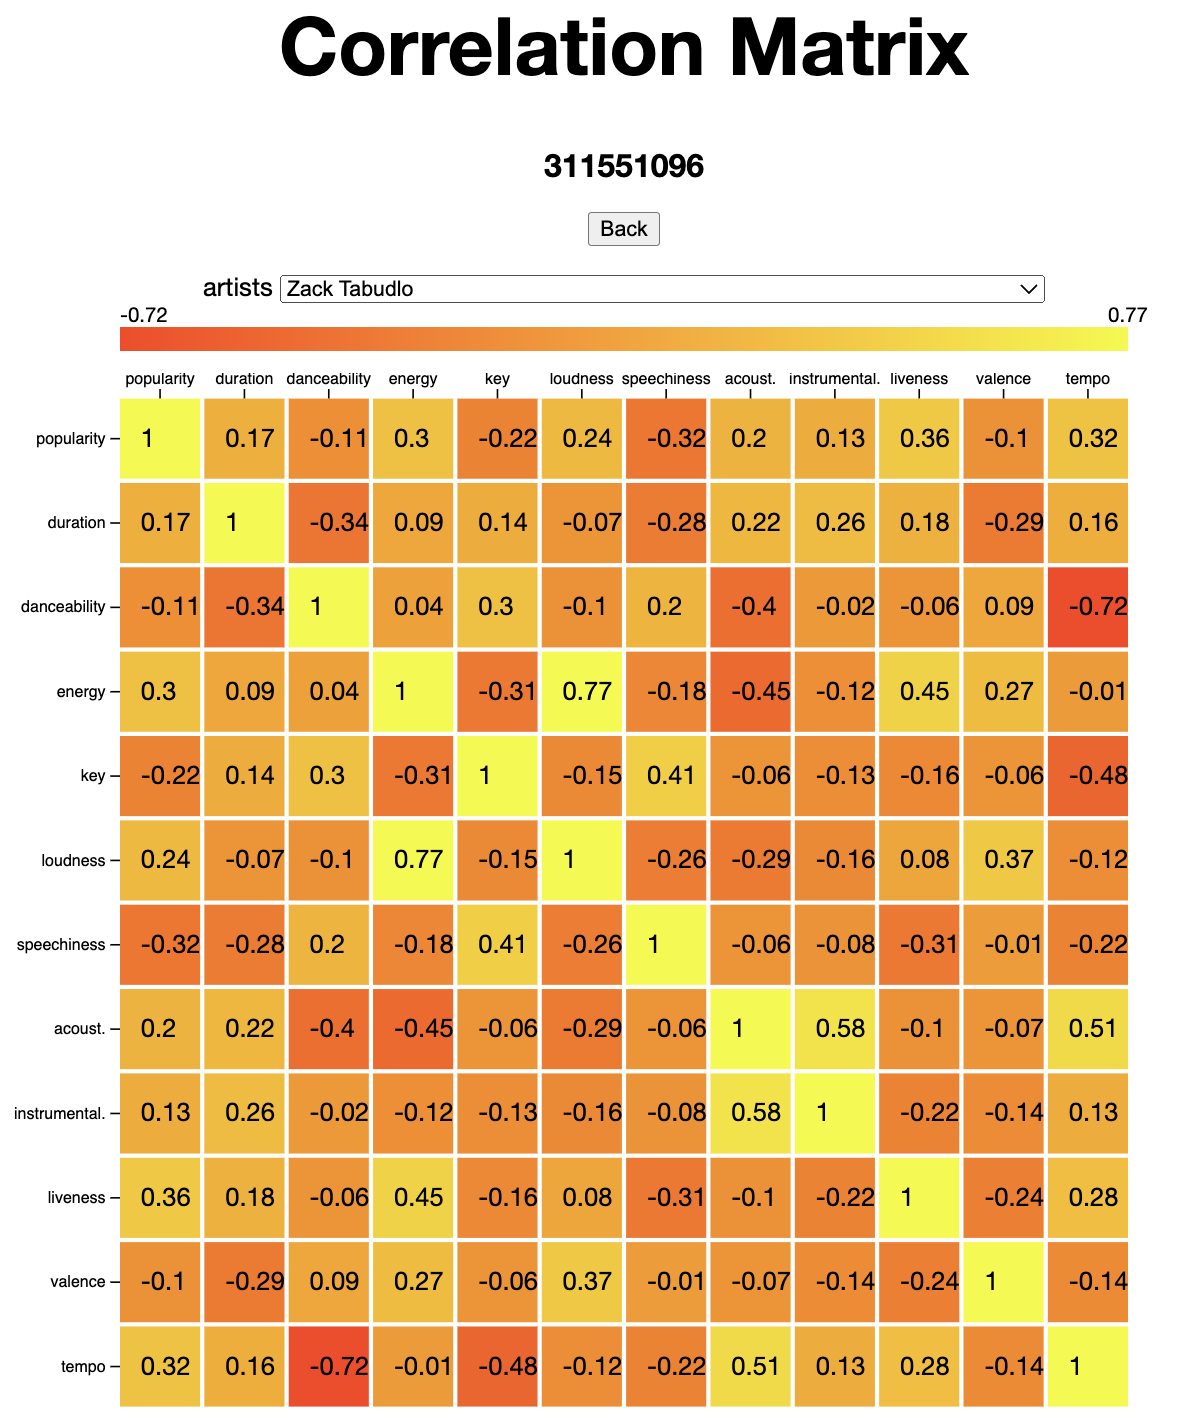 Correlation Matrix
311551096
Back
artists Zack Tabudlo
-0.72 0.77
popularity duration danceability energy key loudness speechiness acoust. instrumental. liveness valence tempo
popularity 1 0.17 -0.11 0.3 -0.22 0.24 -0.32 0.2 0.13 0.36 -0.1 0.32
duration 0.17 1 -0.34 0.09 0.14 -0.07 -0.28 0.22 0.26 0.18 -0.29 0.16
danceability -0.11 -0.34 1 0.04 0.3 -0.1 0.2 -0.4 -0.02 -0.06 0.09 -0.72
energy 0.3 0.09 0.04 1 -0.31 0.77 -0.18 -0.45 -0.12 0.45 0.27 -0.01
key -0.22 0.14 0.3 -0.31 1 -0.15 0.41 -0.06 -0.13 -0.16 -0.06 -0.48
loudness 0.24 -0.07 -0.1 0.77 -0.15 1 -0.26 -0.29 -0.16 0.08 0.37 -0.12
speechiness -0.32 -0.28 0.2 -0.18 0.41 -0.26 1 -0.06 -0.08 -0.31 -0.01 -0.22
acoust. 0.2 0.22 -0.4 -0.45 -0.06 -0.29 -0.06 1 0.58 -0.1 -0.07 0.51
instrumental. 0.13 0.26 -0.02 -0.12 -0.13 -0.16 -0.08 0.58 1 -0.22 -0.14 0.13
liveness 0.36 0.18 -0.06 0.45 -0.16 0.08 -0.31 -0.1 -0.22 1 -0.24 0.28
valence -0.1 -0.29 0.09 0.27 -0.06 0.37 -0.01 -0.07 -0.14 -0.24 1 -0.14
tempo 0.32 0.16 -0.72 -0.01 -0.48 -0.12 -0.22 0.51 0.13 0.28 -0.14 1